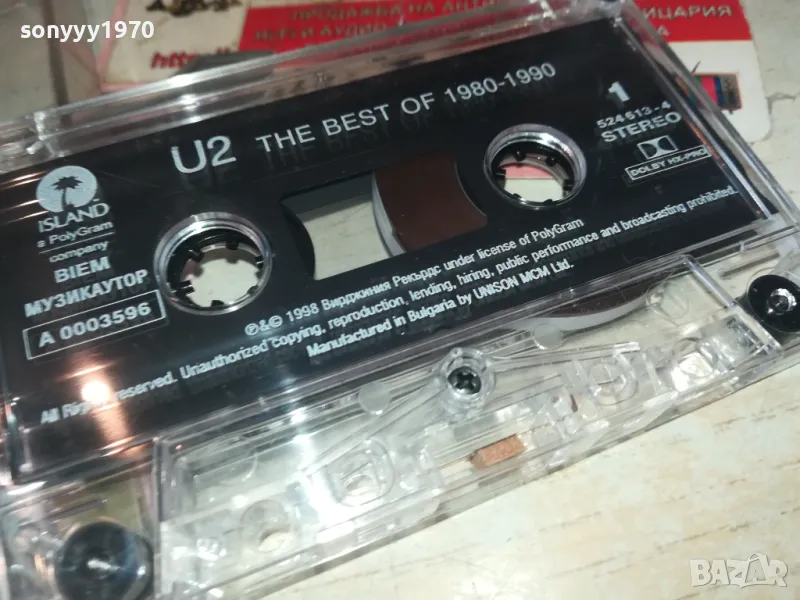 sonyyy1970
ПРОДАЖБА НА
http://
U2 THE BEST OF 1980-1990
1
524 613-4
STEREO
DOLBY HX-PRO
ISLAND
a PolyGram
company
BIEM
МУЗИКАУТОР
A 0003596
℗&© 1998 Вирджиния Рекърдс under license of PolyGram
All Rights reserved. Unauthorized copying, reproduction, lending, hiring, public performance and broadcasting prohibited.
Manufactured in Bulgaria by UNISON MCM Ltd.
BAZAR